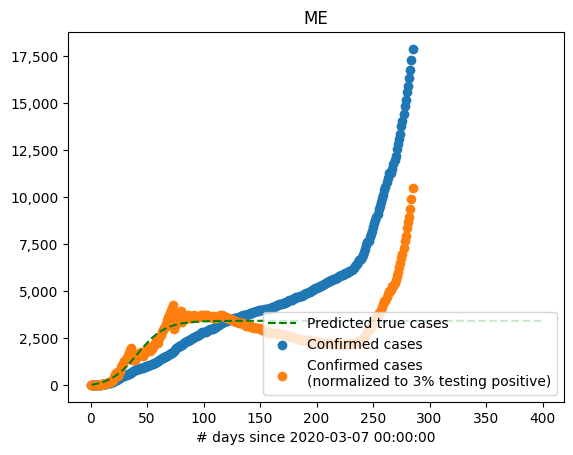 ME
17,500
15,000
12,500
10,000
7,500
5,000
2,500
0
Predicted true cases
Confirmed cases
Confirmed cases
(normalized to 3% testing positive)
0 50 100 150 200 250 300 350 400
# days since 2020-03-07 00:00:00